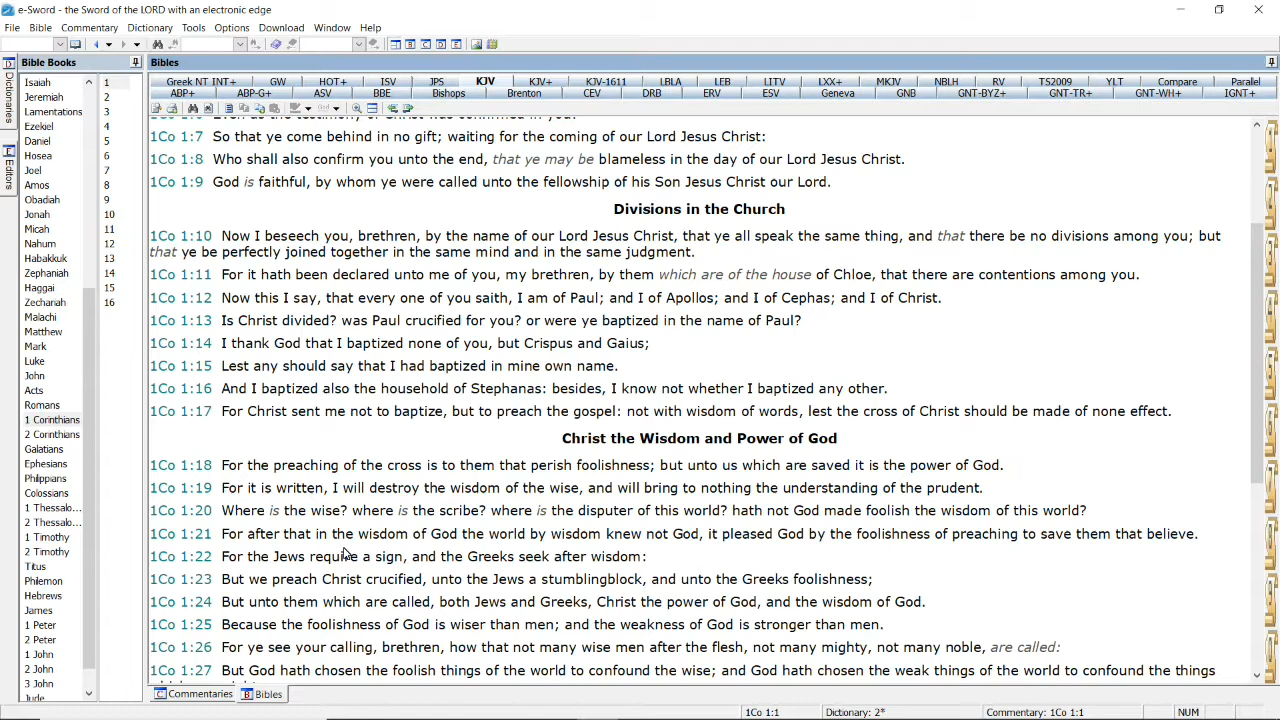 e-Sword - the Sword of the LORD with an electronic edge
File Bible Commentary Dictionary Tools Options Download Window Help
Bible Books
Bibles
Dictionaries
Editors
Greek NT INT+ GW HOT+ ISV JPS KJV KJV+ KJV-1611 LBLA LEB LITV LXX+ MKJV NBLH RV TS2009 YLT Compare Parallel
ABP+ ABP-G+ ASV BBE Bishops Brenton CEV DRB ERV ESV Geneva GNB GNT-BYZ+ GNT-TR+ GNT-WH+ IGNT+
Isaiah
Jeremiah
Lamentations
Ezekiel
Daniel
Hosea
Joel
Amos
Obadiah
Jonah
Micah
Nahum
Habakkuk
Zephaniah
Haggai
Zechariah
Malachi
Matthew
Mark
Luke
John
Acts
Romans
1 Corinthians
2 Corinthians
Galatians
Ephesians
Philippians
Colossians
1 Thessalo...
2 Thessalo...
1 Timothy
2 Timothy
Titus
Philemon
Hebrews
James
1 Peter
2 Peter
1 John
2 John
3 John
Jude
1
2
3
4
5
6
7
8
9
10
11
12
13
14
15
16
1Co 1:7 So that ye come behind in no gift; waiting for the coming of our Lord Jesus Christ:
1Co 1:8 Who shall also confirm you unto the end, that ye may be blameless in the day of our Lord Jesus Christ.
1Co 1:9 God is faithful, by whom ye were called unto the fellowship of his Son Jesus Christ our Lord.
Divisions in the Church
1Co 1:10 Now I beseech you, brethren, by the name of our Lord Jesus Christ, that ye all speak the same thing, and that there be no divisions among you; but
that ye be perfectly joined together in the same mind and in the same judgment.
1Co 1:11 For it hath been declared unto me of you, my brethren, by them which are of the house of Chloe, that there are contentions among you.
1Co 1:12 Now this I say, that every one of you saith, I am of Paul; and I of Apollos; and I of Cephas; and I of Christ.
1Co 1:13 Is Christ divided? was Paul crucified for you? or were ye baptized in the name of Paul?
1Co 1:14 I thank God that I baptized none of you, but Crispus and Gaius;
1Co 1:15 Lest any should say that I had baptized in mine own name.
1Co 1:16 And I baptized also the household of Stephanas: besides, I know not whether I baptized any other.
1Co 1:17 For Christ sent me not to baptize, but to preach the gospel: not with wisdom of words, lest the cross of Christ should be made of none effect.
Christ the Wisdom and Power of God
1Co 1:18 For the preaching of the cross is to them that perish foolishness; but unto us which are saved it is the power of God.
1Co 1:19 For it is written, I will destroy the wisdom of the wise, and will bring to nothing the understanding of the prudent.
1Co 1:20 Where is the wise? where is the scribe? where is the disputer of this world? hath not God made foolish the wisdom of this world?
1Co 1:21 For after that in the wisdom of God the world by wisdom knew not God, it pleased God by the foolishness of preaching to save them that believe.
1Co 1:22 For the Jews require a sign, and the Greeks seek after wisdom:
1Co 1:23 But we preach Christ crucified, unto the Jews a stumblingblock, and unto the Greeks foolishness;
1Co 1:24 But unto them which are called, both Jews and Greeks, Christ the power of God, and the wisdom of God.
1Co 1:25 Because the foolishness of God is wiser than men; and the weakness of God is stronger than men.
1Co 1:26 For ye see your calling, brethren, how that not many wise men after the flesh, not many mighty, not many noble, are called:
1Co 1:27 But God hath chosen the foolish things of the world to confound the wise; and God hath chosen the weak things of the world to confound the things
Commentaries Bibles
1Co 1:1 Dictionary: 2* Commentary: 1Co 1:1 NUM